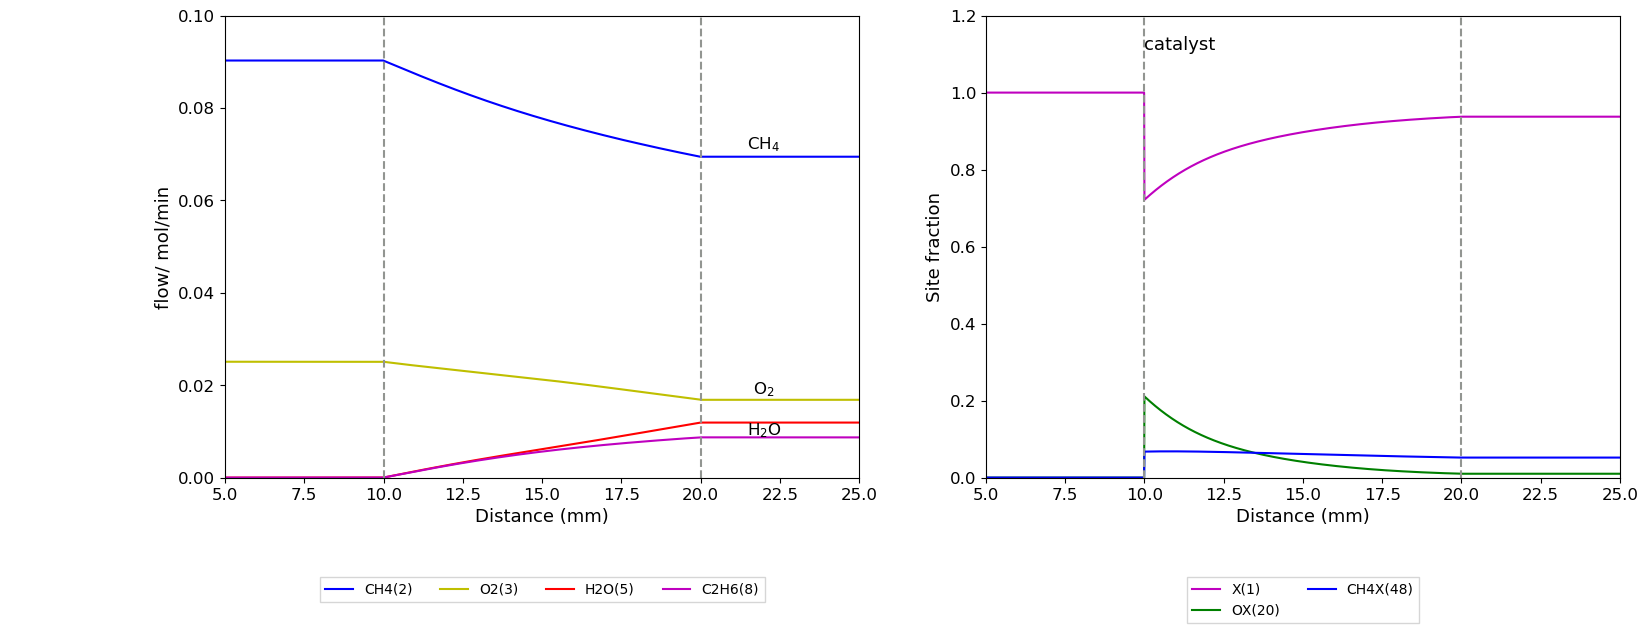 0.10
0.08
0.06
0.04
0.02
0.00
flow/ mol/min
CH₄
O₂
H₂O
5.0 7.5 10.0 12.5 15.0 17.5 20.0 22.5 25.0
Distance (mm)
CH4(2) O2(3) H2O(5) C2H6(8)
1.2
1.0
0.8
0.6
0.4
0.2
0.0
Site fraction
catalyst
5.0 7.5 10.0 12.5 15.0 17.5 20.0 22.5 25.0
Distance (mm)
X(1) CH4X(48)
OX(20)